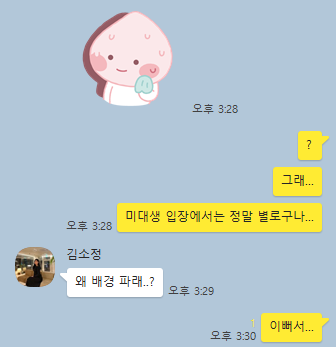 오후 3:28
?
그래...
오후 3:28 미대생 입장에서는 정말 별로구나...
김소정
왜 배경 파래..? 오후 3:29
1
오후 3:30 이뻐서...